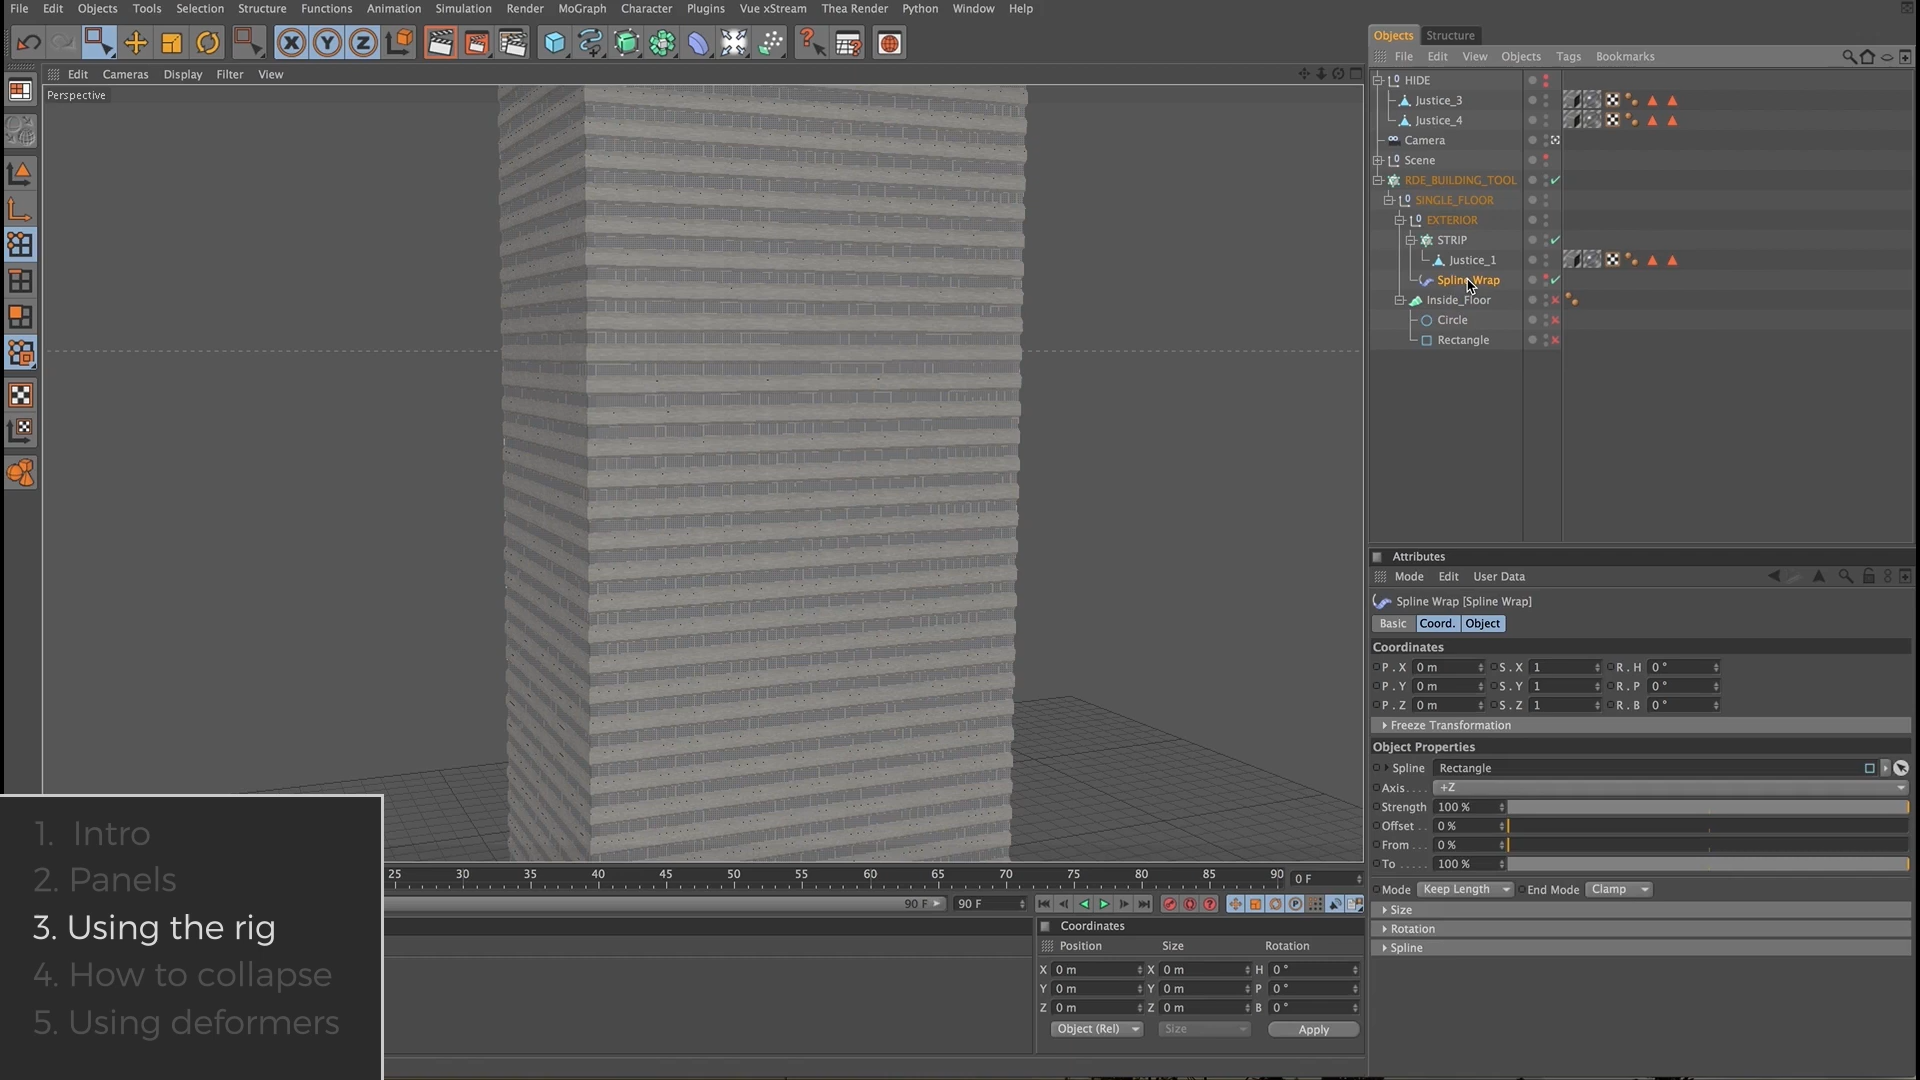 File Edit Objects Tools Selection Structure Functions Animation Simulation Render MoGraph Character Plugins Vue xStream Thea Render Python Window Help
X Y Z
Edit Cameras Display Filter View
Perspective
Objects Structure
File Edit View Objects Tags Bookmarks
HIDE
Justice_3
Justice_4
Camera
Scene
RDE_BUILDING_TOOL
SINGLE_FLOOR
EXTERIOR
STRIP
Justice_1
Spline Wrap
Inside_Floor
Circle
Rectangle
Attributes
Mode Edit User Data
Spline Wrap [Spline Wrap]
Basic Coord. Object
Coordinates
P . X 0 m S . X 1 R . H 0 °
P . Y 0 m S . Y 1 R . P 0 °
P . Z 0 m S . Z 1 R . B 0 °
Freeze Transformation
Object Properties
Spline Rectangle
Axis.... +Z
Strength 100 %
Offset .. 0 %
From ... 0 %
To ..... 100 %
Mode Keep Length End Mode Clamp
Size
Rotation
Spline
1. Intro
2. Panels
3. Using the rig
4. How to collapse
5. Using deformers
25 30 35 40 45 50 55 60 65 70 75 80 85 90 0 F
90 F 90 F
Coordinates
Position Size Rotation
X 0 m X 0 m H 0 °
Y 0 m Y 0 m P 0 °
Z 0 m Z 0 m B 0 °
Object (Rel) Size Apply